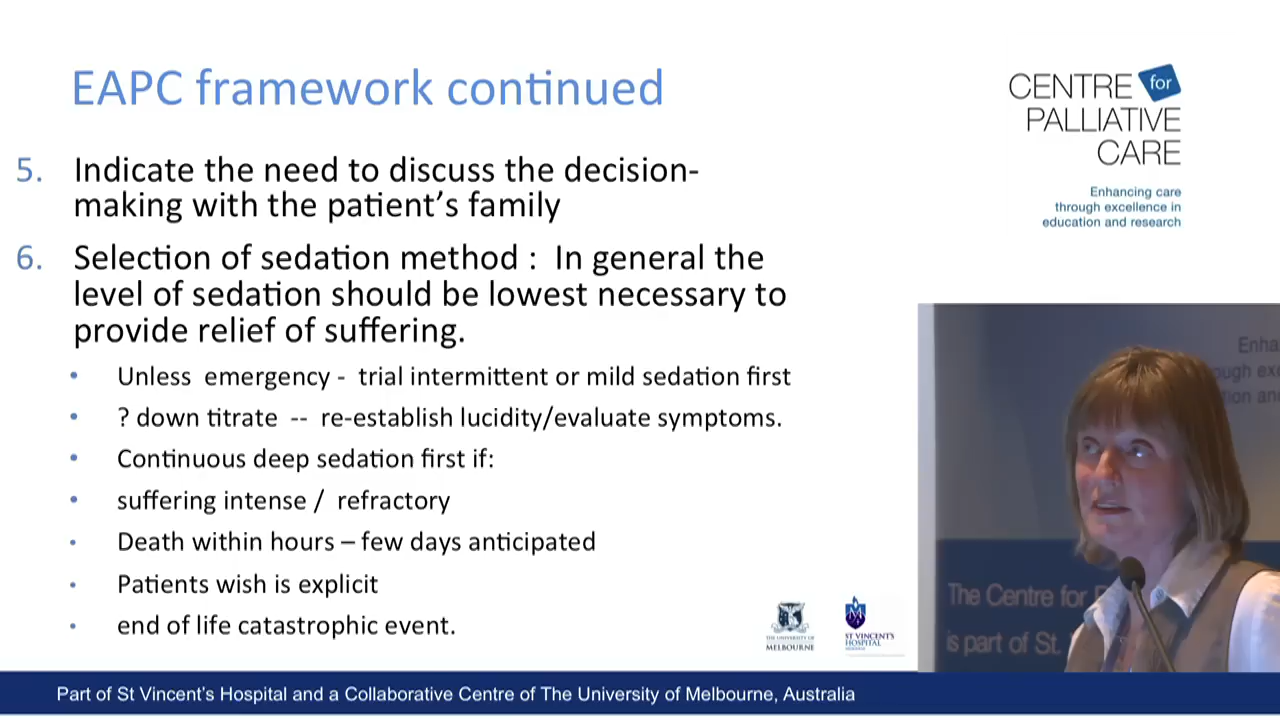 EAPC framework continued
CENTRE for
PALLIATIVE
CARE
Enhancing care
through excellence in
education and research
5. Indicate the need to discuss the decision-
making with the patient's family
6. Selection of sedation method : In general the
level of sedation should be lowest necessary to
provide relief of suffering.
• Unless emergency - trial intermittent or mild sedation first
• ? down titrate -- re-establish lucidity/evaluate symptoms.
• Continuous deep sedation first if:
• suffering intense / refractory
• Death within hours – few days anticipated
• Patients wish is explicit
• end of life catastrophic event.
Enha
ough exc
tion and
The Centre for
is part of St.
THE UNIVERSITY OF
MELBOURNE
ST VINCENT'S
HOSPITAL
Part of St Vincent's Hospital and a Collaborative Centre of The University of Melbourne, Australia